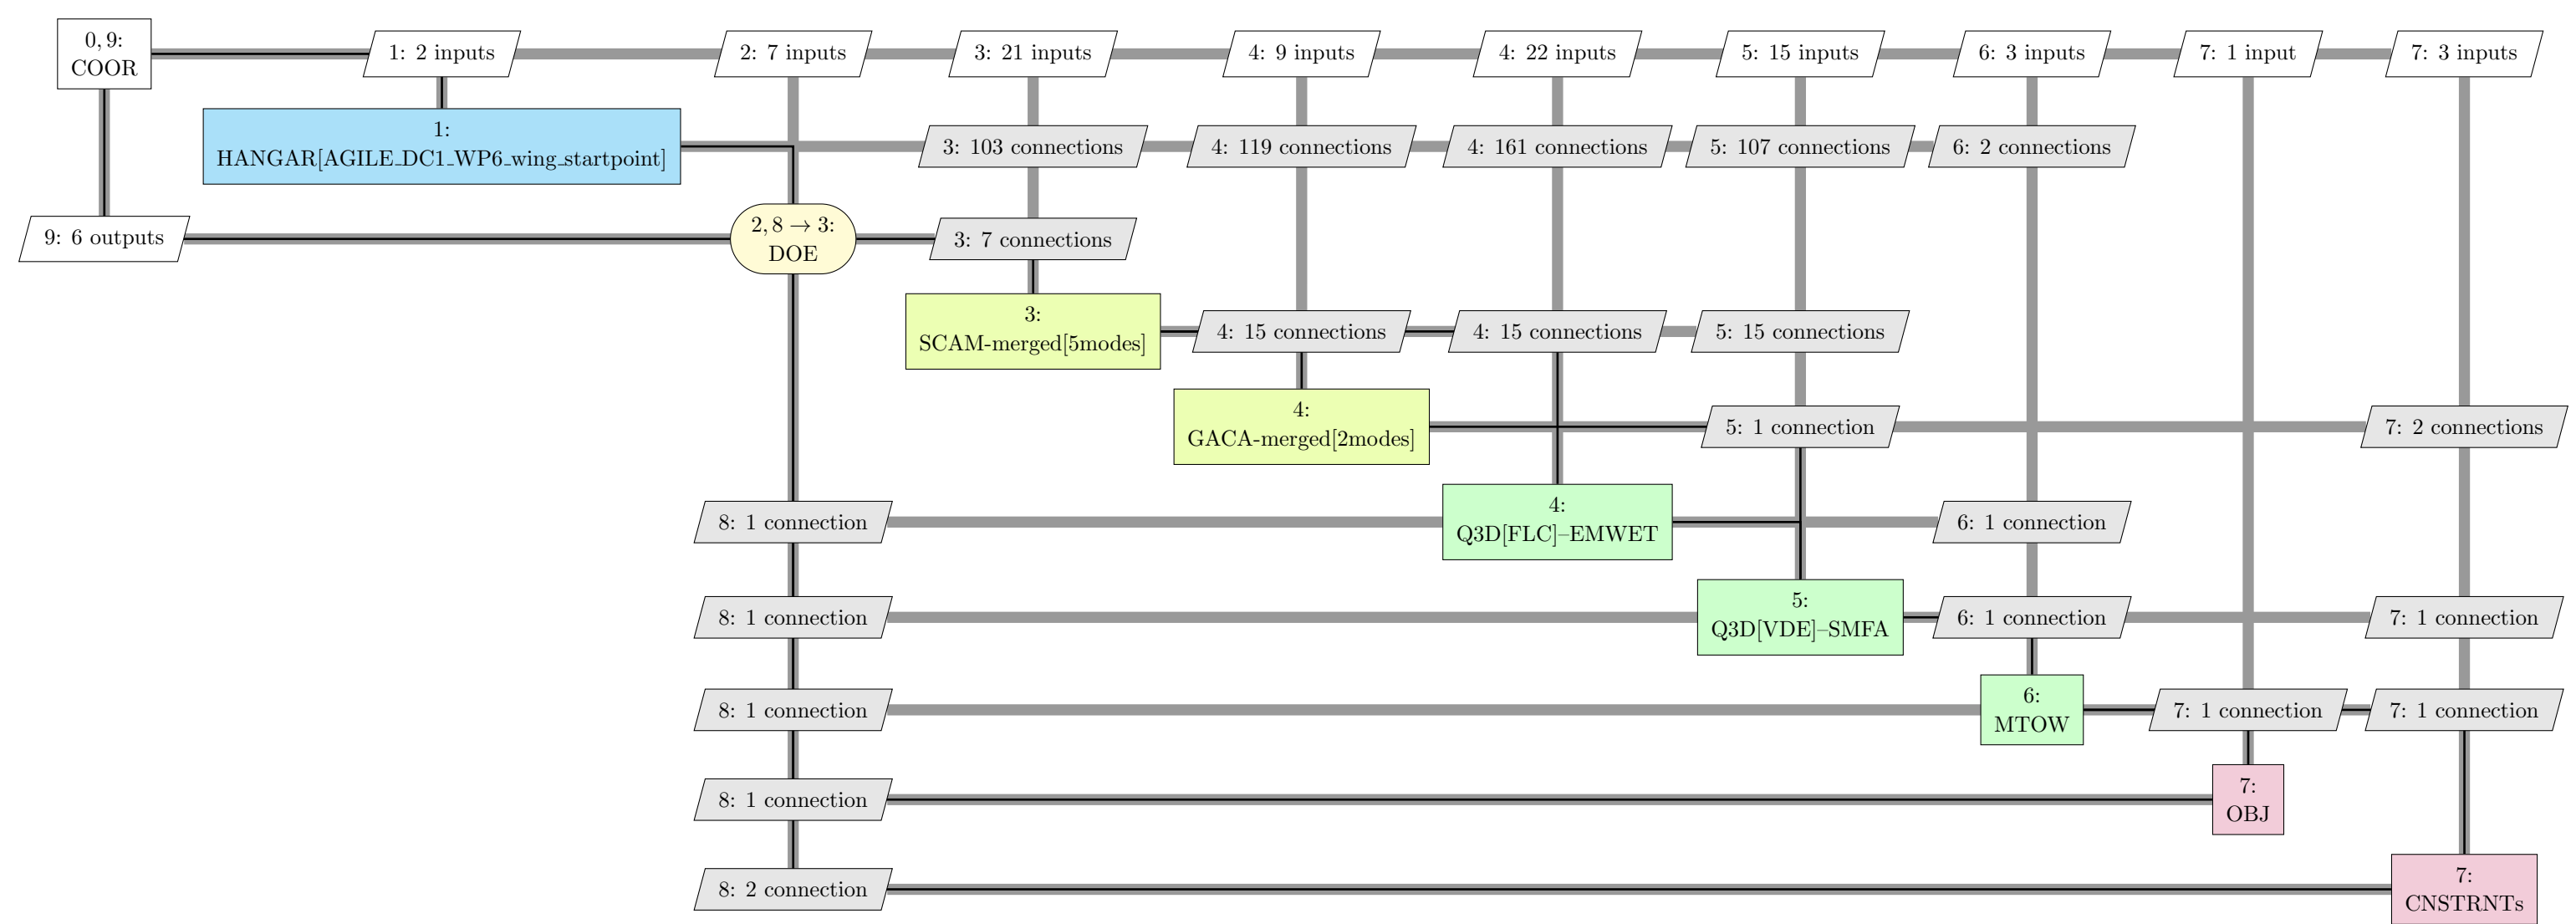 0, 9:
COOR
1: 2 inputs
2: 7 inputs
3: 21 inputs
4: 9 inputs
4: 22 inputs
5: 15 inputs
6: 3 inputs
7: 1 input
7: 3 inputs
1:
HANGAR[AGILE_DC1_WP6_wing_startpoint]
3: 103 connections
4: 119 connections
4: 161 connections
5: 107 connections
6: 2 connections
9: 6 outputs
2, 8 → 3:
DOE
3: 7 connections
3:
SCAM-merged[5modes]
4: 15 connections
4: 15 connections
5: 15 connections
4:
GACA-merged[2modes]
5: 1 connection
7: 2 connections
8: 1 connection
4:
Q3D[FLC]–EMWET
6: 1 connection
8: 1 connection
5:
Q3D[VDE]–SMFA
6: 1 connection
7: 1 connection
8: 1 connection
6:
MTOW
7: 1 connection
7: 1 connection
8: 1 connection
7:
OBJ
8: 2 connection
7:
CNSTRNTs